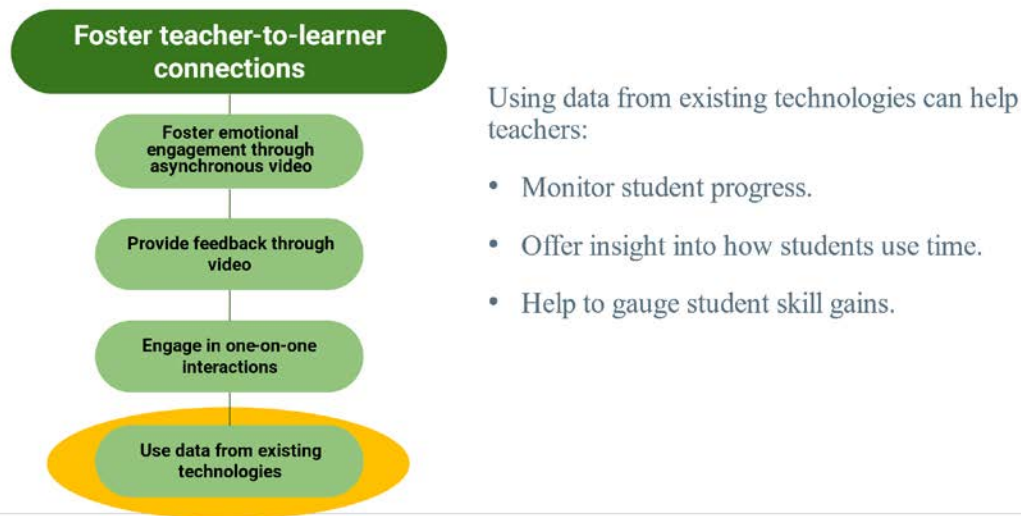 Foster teacher-to-learner
connections
Foster emotional
engagement through
asynchronous video
Provide feedback through
video
Engage in one-on-one
interactions
Use data from existing
technologies
Using data from existing technologies can help
teachers:
• Monitor student progress.
• Offer insight into how students use time.
• Help to gauge student skill gains.